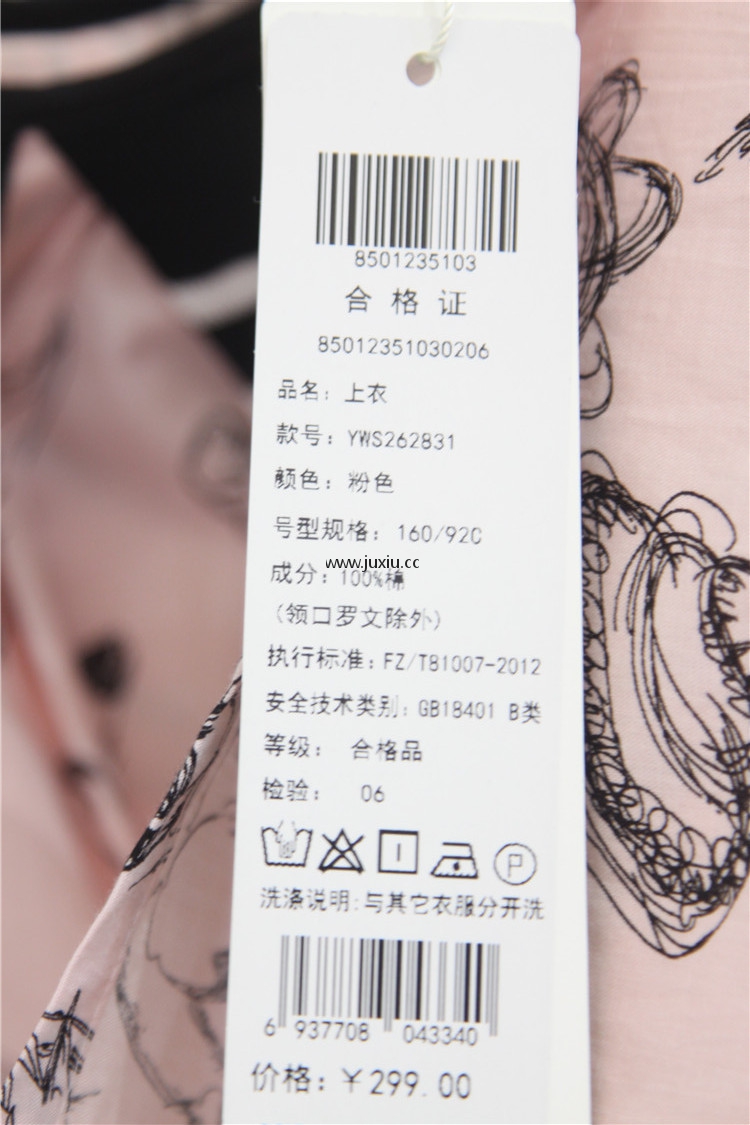 8501235103
合格证
85012351030206
品名: 上衣
款号: YWS262831
颜色: 粉色
号型规格: 160/92C
www.juxiu.cc
成分: 100%棉
(领口罗文除外)
执行标准: FZ/T81007-2012
安全技术类别: GB18401 B类
等级: 合格品
检验: 06
P
洗涤说明:与其它衣服分开洗
6 937708 043340
价格: ¥299.00